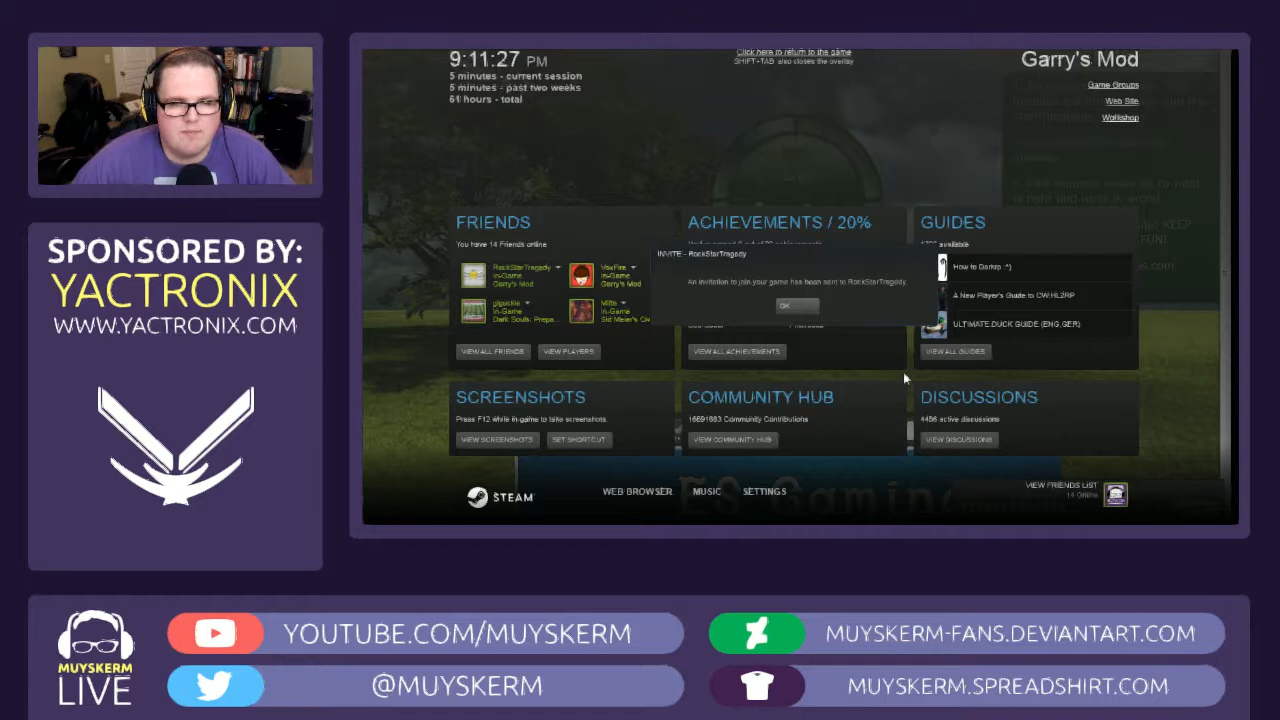 9:11:27 PM
5 minutes - current session
5 minutes - past two weeks
61 hours - total
Click here to return to the game
SHIFT+TAB also closes the overlay
Garry's Mod
Game Groups
Web Site
Workshop
FRIENDS
You have 14 Friends online
RockStarTragedy
In-Game
Garry's Mod
VoxFire
In-Game
Garry's Mod
In-Game
Dark Souls: Prepa...
In-Game
Sid Meier's Civ
VIEW ALL FRIENDS
VIEW PLAYERS
ACHIEVEMENTS / 20%
INVITE - RockStarTragedy
An invitation to join your game has been sent to RockStarTragedy.
OK
VIEW ALL ACHIEVEMENTS
GUIDES
available
How to Darkrp :*)
A New Player's Guide to CW:HL2RP
ULTIMATE DUCK GUIDE (ENG,GER)
VIEW ALL GUIDES
SCREENSHOTS
Press F12 while in game to take screenshots.
VIEW SCREENSHOTS
SET SHORTCUT
COMMUNITY HUB
16691683 Community Contributions
VIEW COMMUNITY HUB
DISCUSSIONS
4486 active discussions
VIEW DISCUSSIONS
STEAM
WEB BROWSER
MUSIC
SETTINGS
VIEW FRIENDS LIST
14 Online
SPONSORED BY:
YACTRONIX
WWW.YACTRONIX.COM
MUYSKERM
LIVE
YOUTUBE.COM/MUYSKERM
@MUYSKERM
MUYSKERM-FANS.DEVIANTART.COM
MUYSKERM.SPREADSHIRT.COM